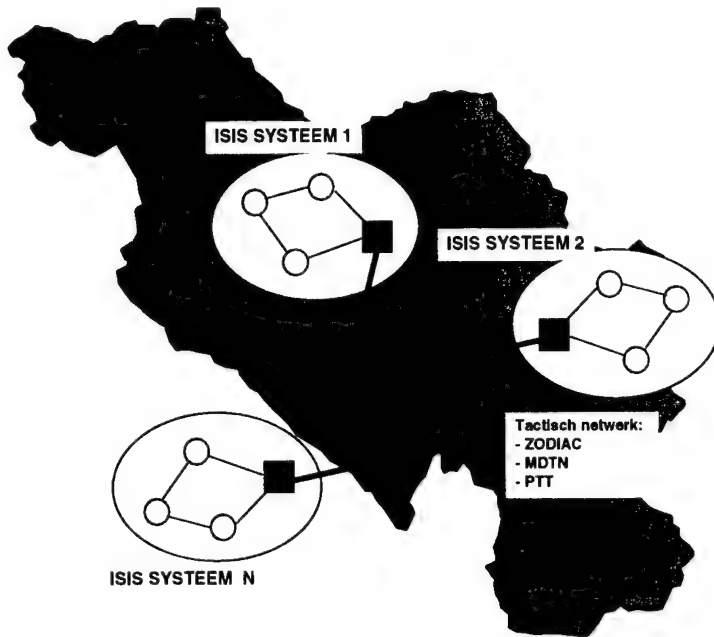 ISIS SYSTEEM 1
ISIS SYSTEEM 2
Tactisch netwerk:
- ZODIAC
- MDTN
- PTT
ISIS SYSTEEM N